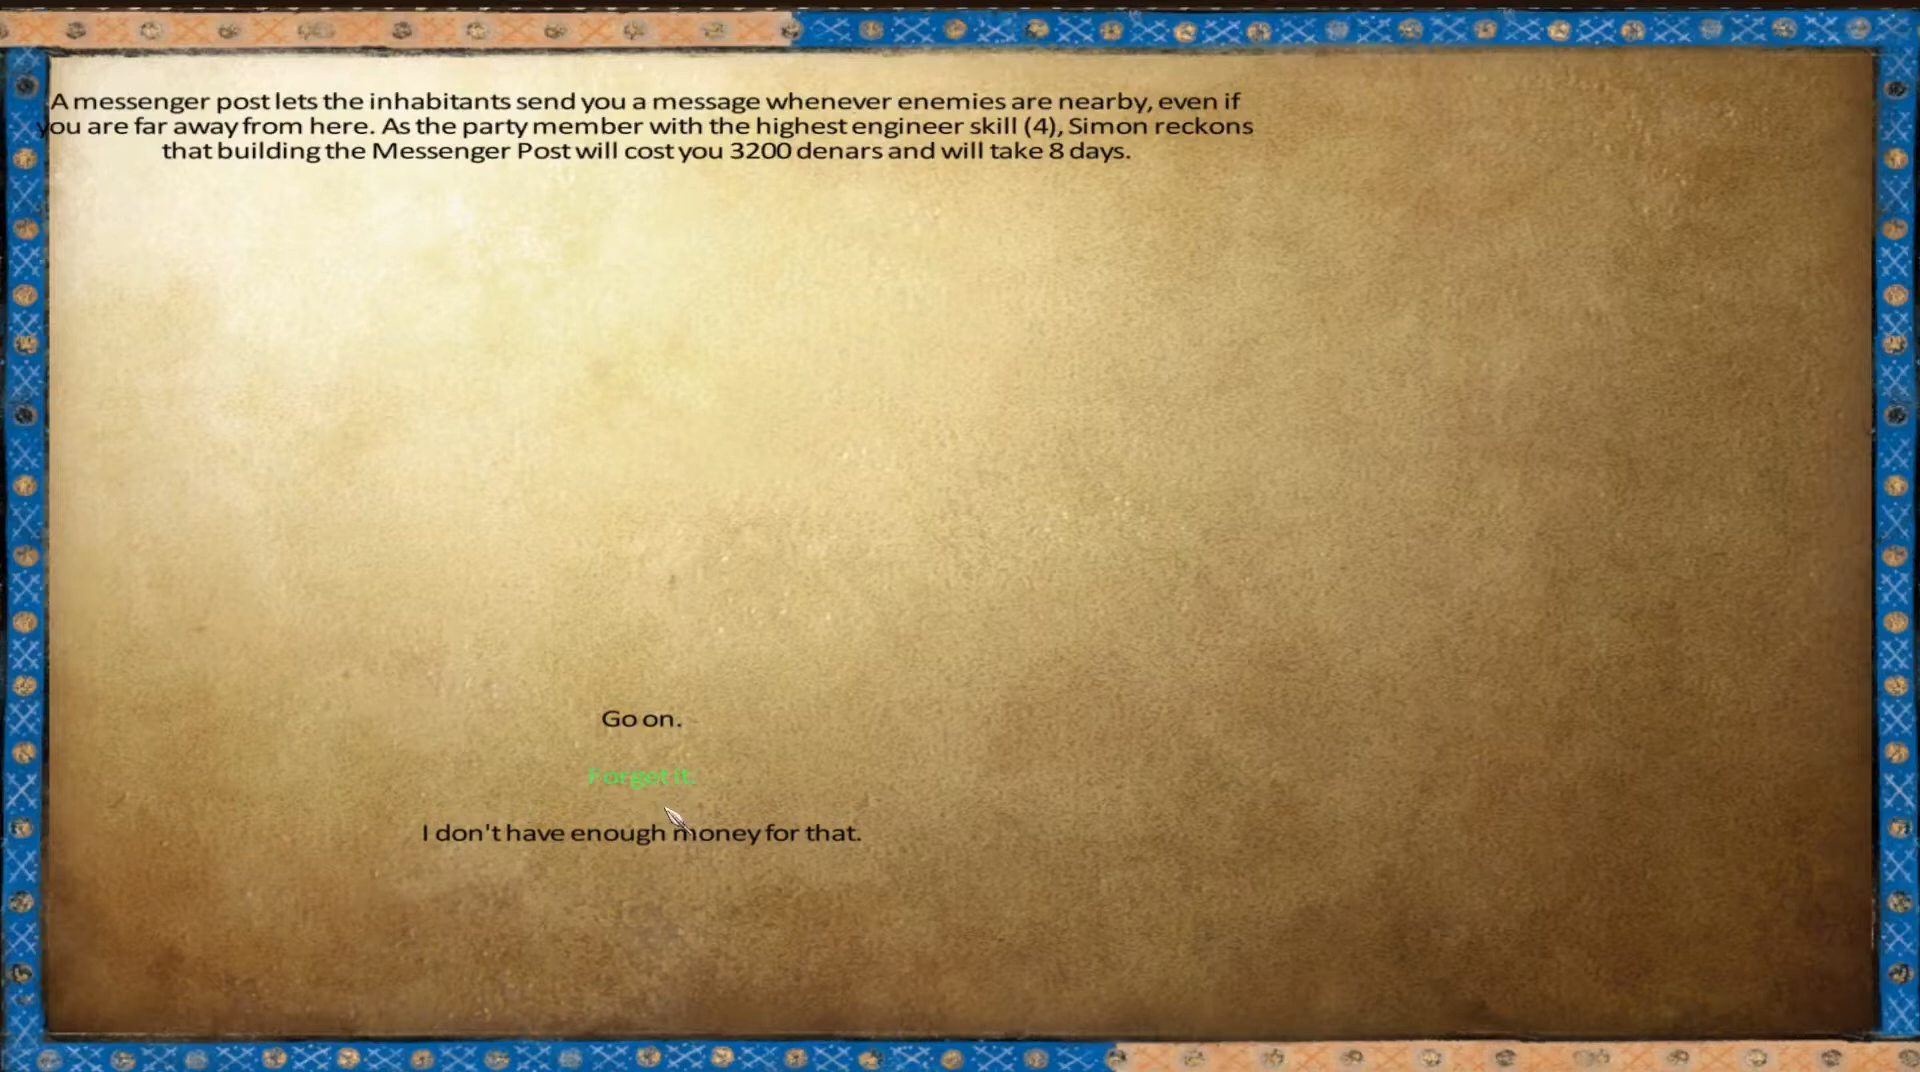 A messenger post lets the inhabitants send you a message whenever enemies are nearby, even if
you are far away from here. As the party member with the highest engineer skill (4), Simon reckons
that building the Messenger Post will cost you 3200 denars and will take 8 days.
Go on.
Forget it.
I don't have enough money for that.